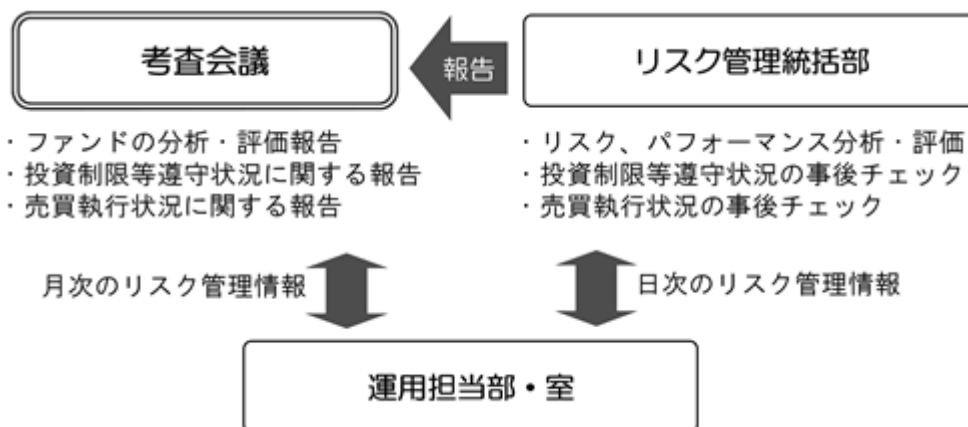 考査会議
報告
リスク管理統括部
・ファンドの分析・評価報告
・投資制限等遵守状況に関する報告
・売買執行状況に関する報告
・リスク、パフォーマンス分析・評価
・投資制限等遵守状況の事後チェック
・売買執行状況の事後チェック
月次のリスク管理情報
日次のリスク管理情報
運用担当部・室